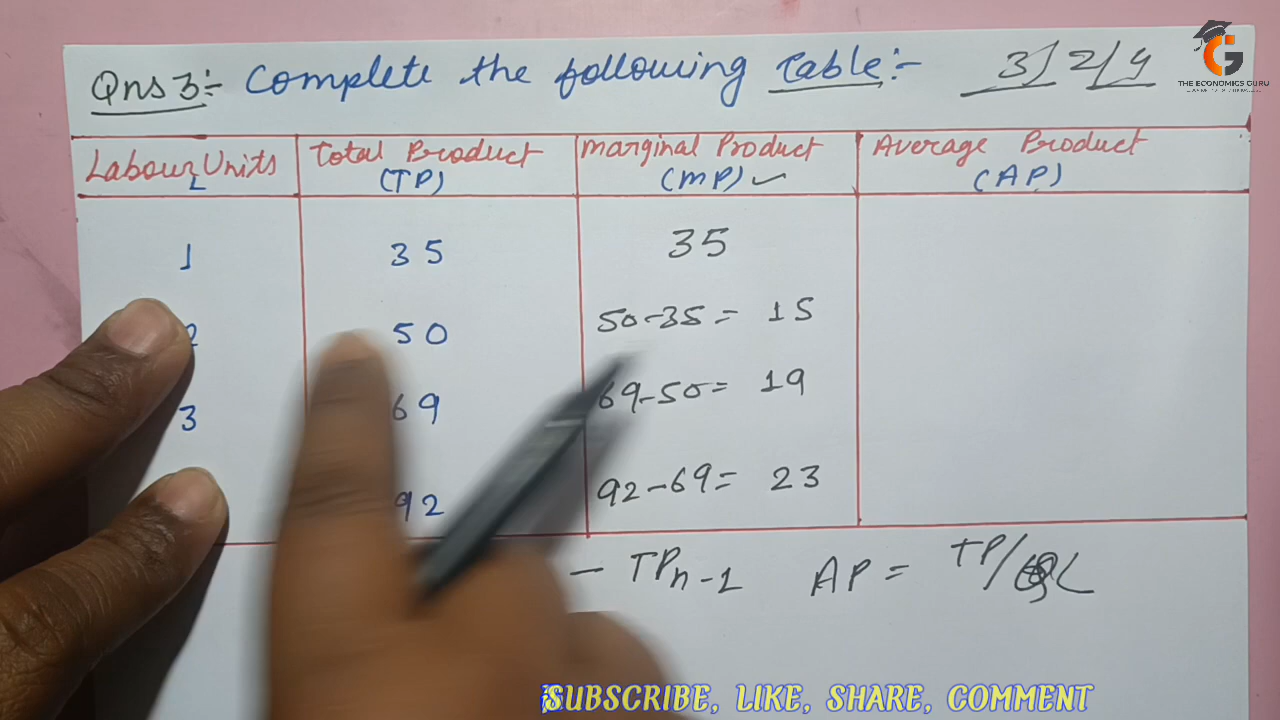 Qns 3:- Complete the following Table:- 3/2/4
THE ECONOMICS GURU
Labour Units Total Product Marginal Product Average Product
L (TP) (MP) ✓ (AP)
1 35 35
2 50 50-35= 15
3 69 69-50= 19
92 92-69= 23
- TPn-1 AP = TP/L
SUBSCRIBE, LIKE, SHARE, COMMENT